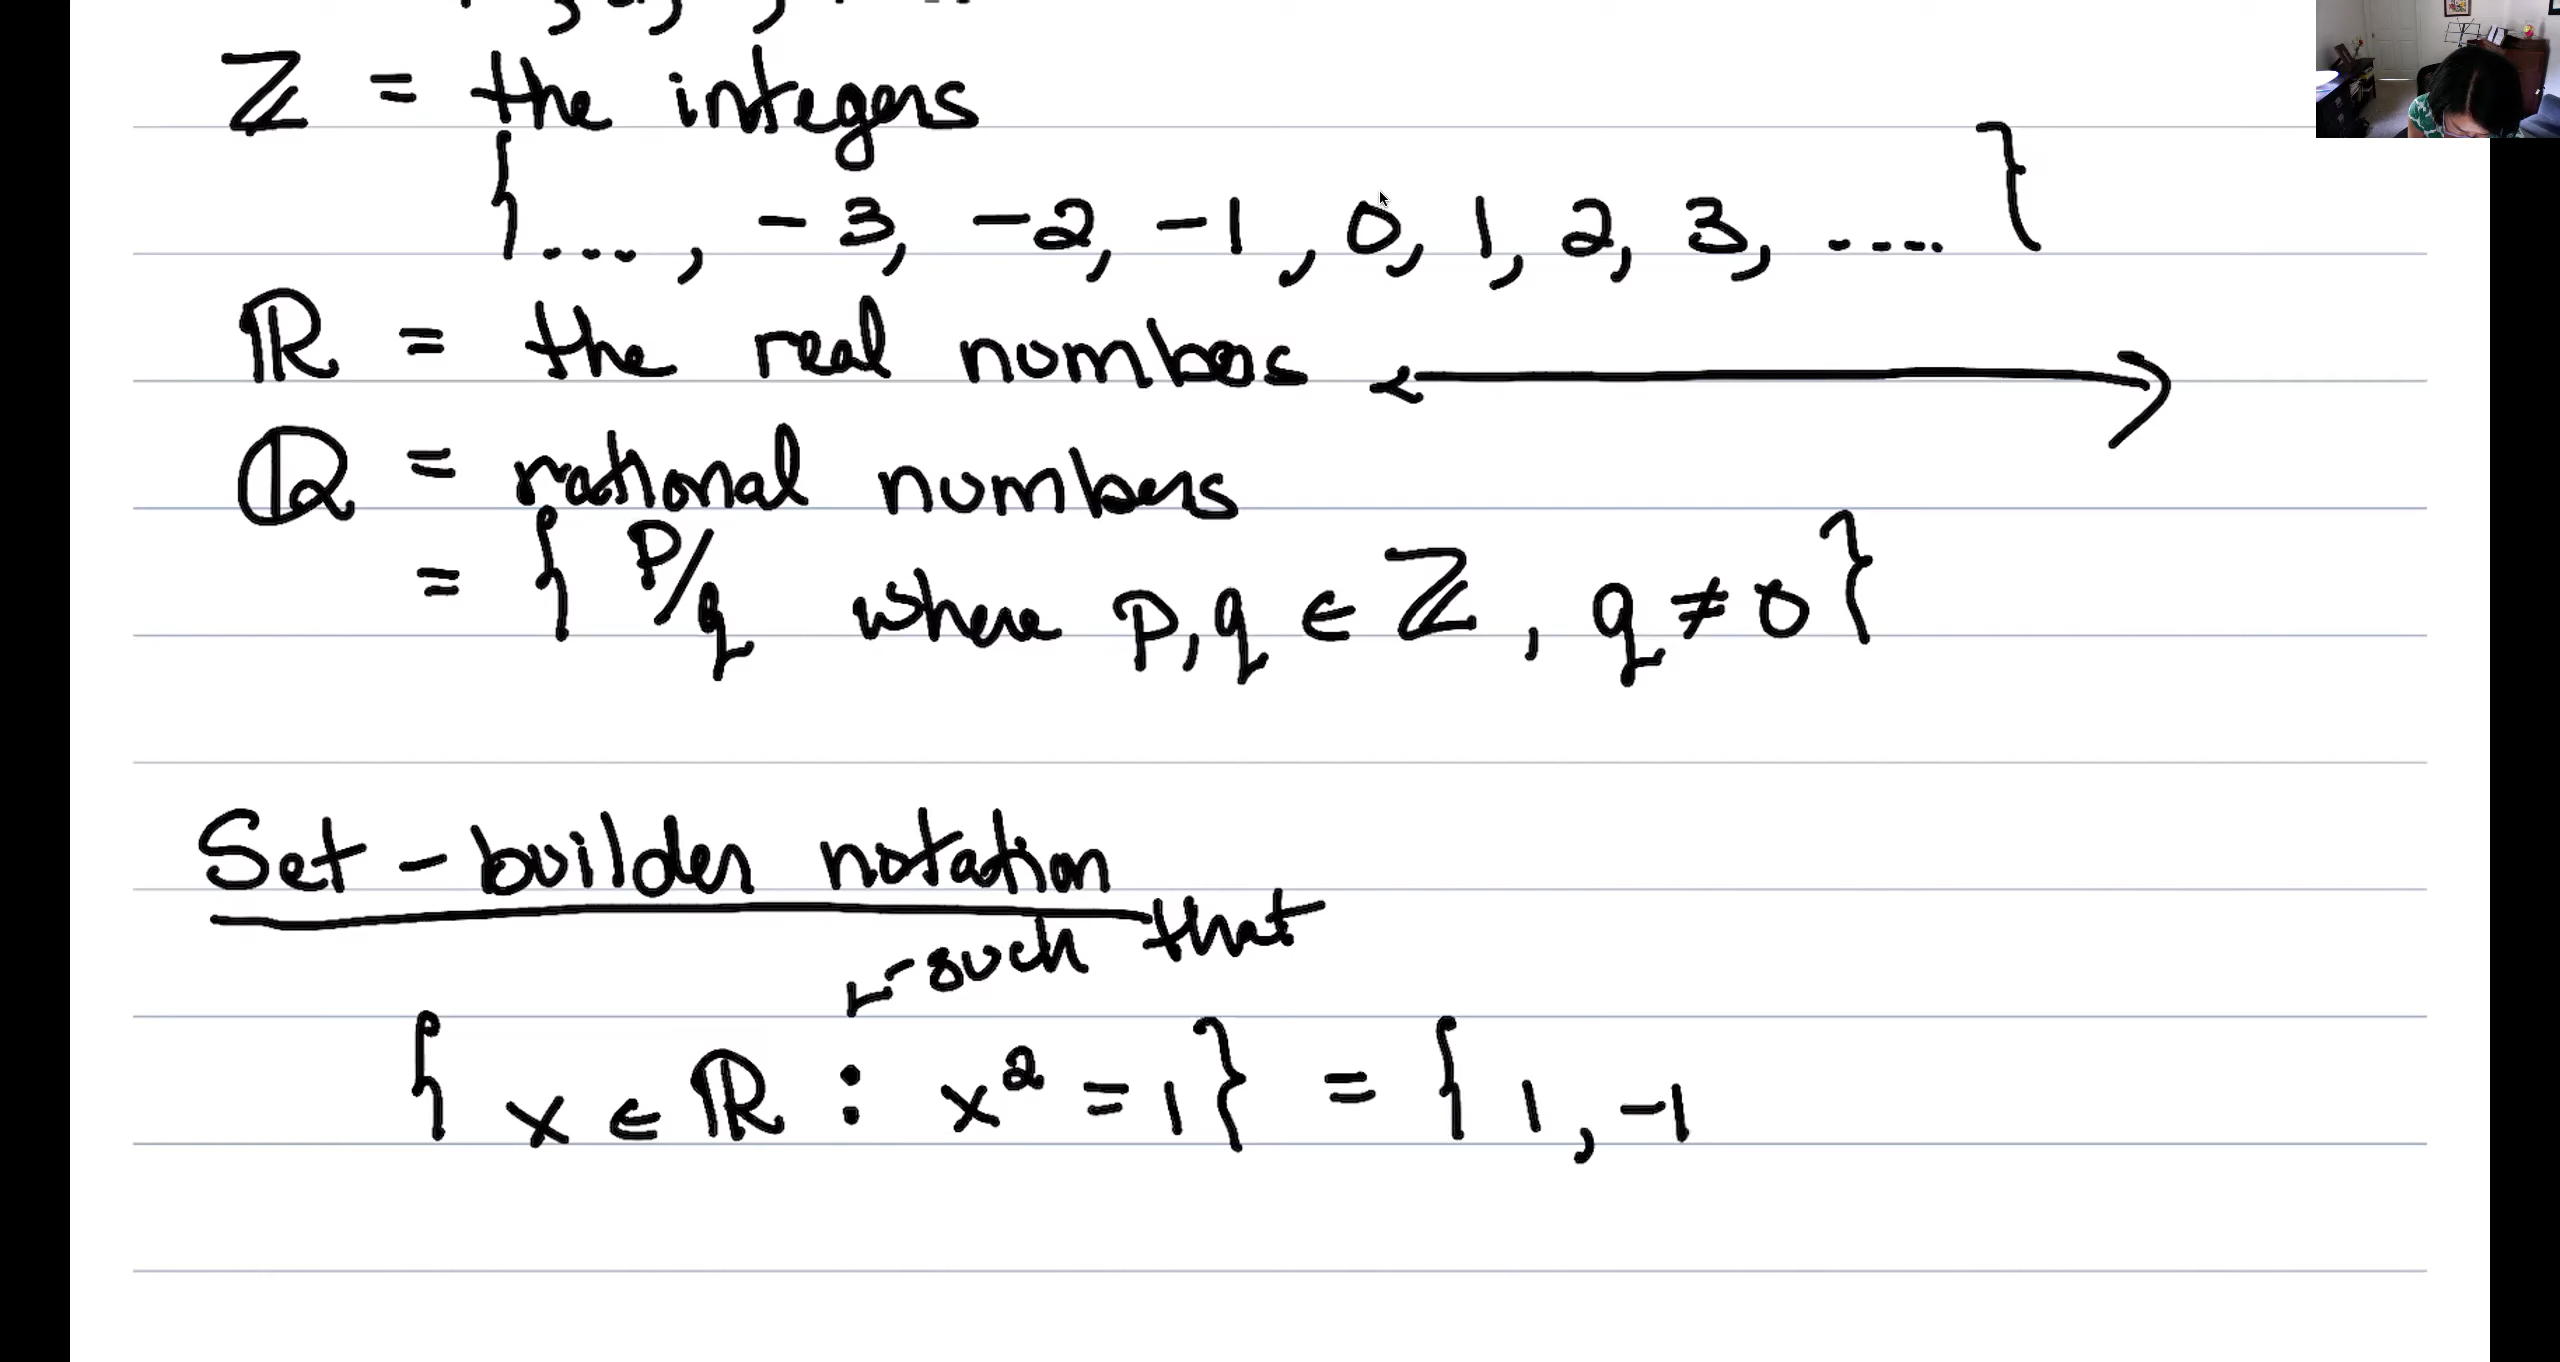 ℤ = the integers
{...., -3, -2, -1, 0, 1, 2, 3, ....}
ℝ = the real numbers
ℚ = rational numbers
= { p/q where p,q ∈ ℤ, q ≠ 0}
Set-builder notation
such that
{ x ∈ ℝ : x² = 1} = { 1, -1